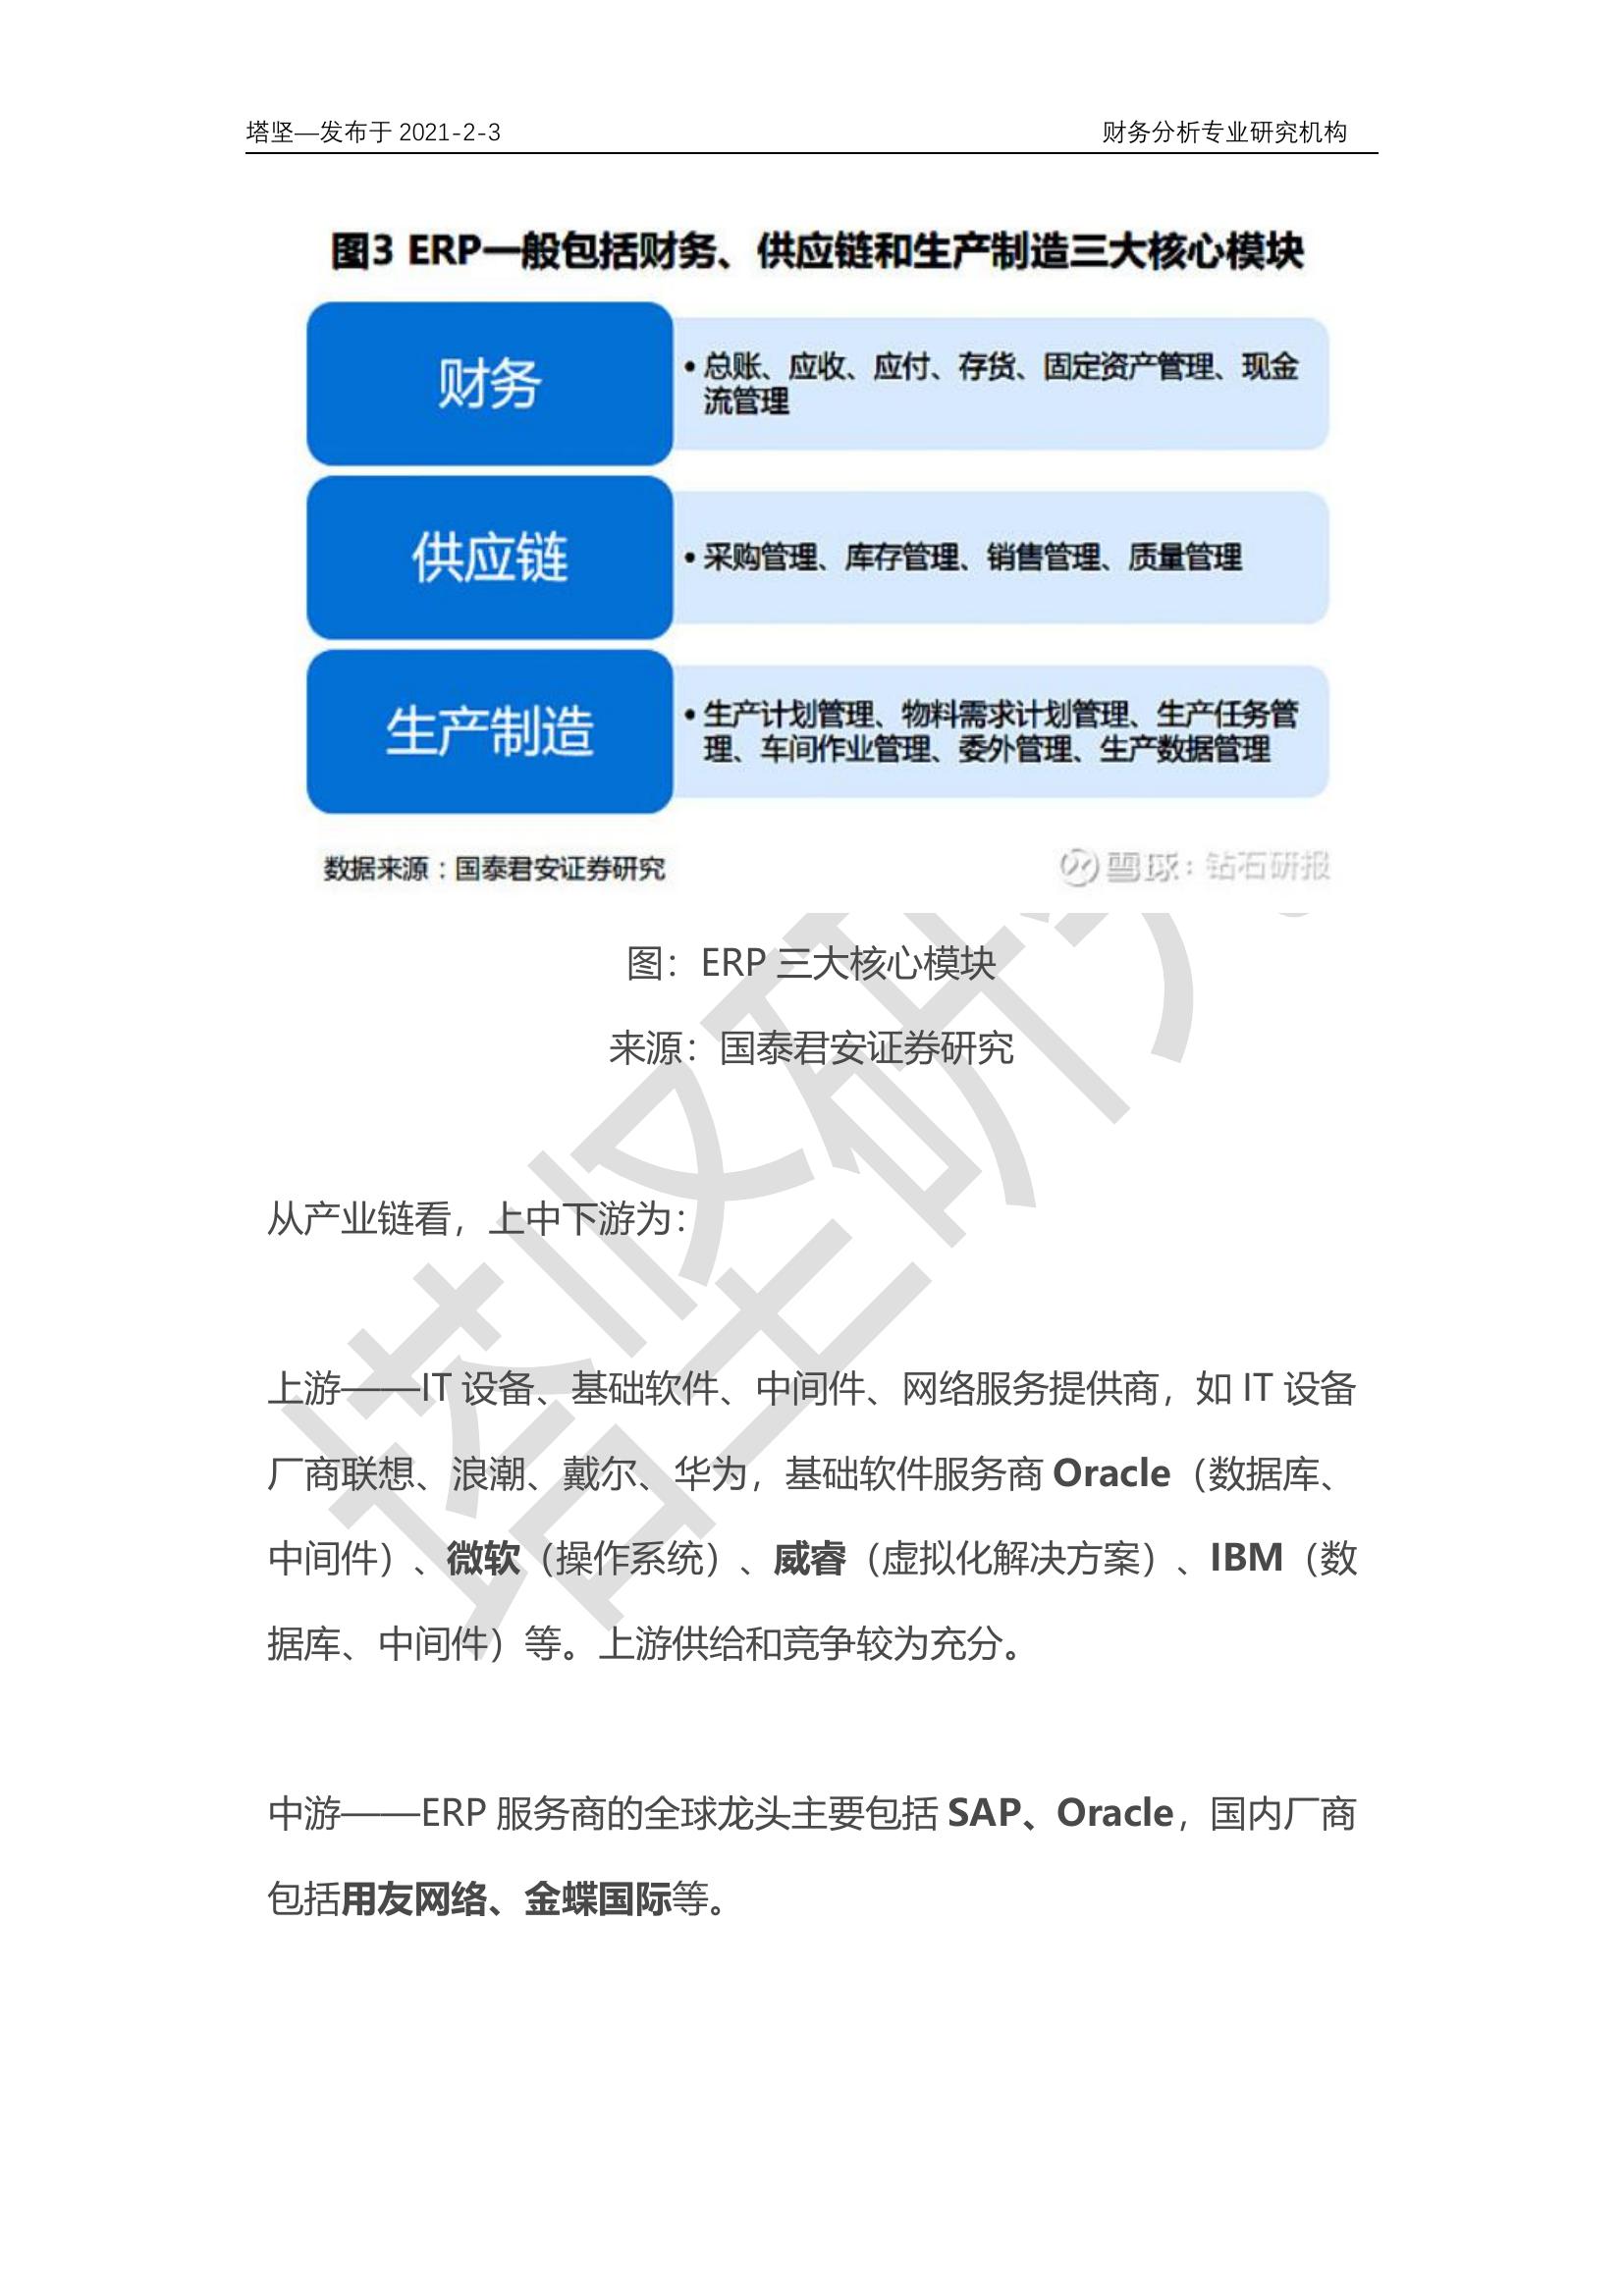 塔坚—发布于 2021-2-3 财务分析专业研究机构
图3 ERP一般包括财务、供应链和生产制造三大核心模块
财务
• 总账、应收、应付、存货、固定资产管理、现金
流管理
供应链
• 采购管理、库存管理、销售管理、质量管理
生产制造
• 生产计划管理、物料需求计划管理、生产任务管
理、车间作业管理、委外管理、生产数据管理
数据来源：国泰君安证券研究
雪球：钻石研报
图：ERP 三大核心模块
来源：国泰君安证券研究
从产业链看，上中下游为：
上游——IT 设备、基础软件、中间件、网络服务提供商，如 IT 设备
厂商联想、浪潮、戴尔、华为，基础软件服务商 Oracle（数据库、
中间件）、微软（操作系统）、威睿（虚拟化解决方案）、IBM（数
据库、中间件）等。上游供给和竞争较为充分。
中游——ERP 服务商的全球龙头主要包括 SAP、Oracle，国内厂商
包括用友网络、金蝶国际等。
塔坚研